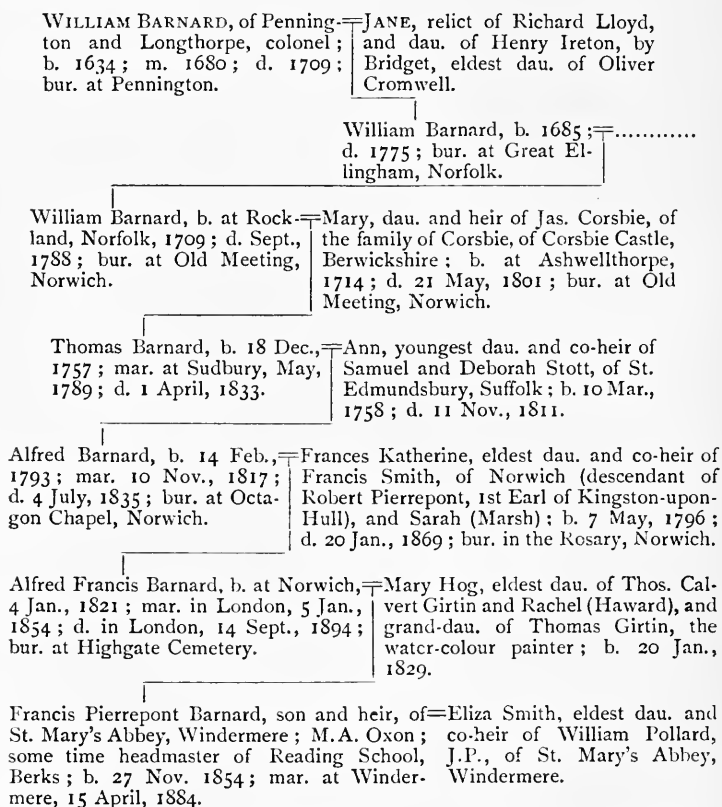 WILLIAM BARNARD, of Penning-
ton and Longthorpe, colonel;
b. 1634; m. 1680; d. 1709;
bur. at Pennington.
JANE, relict of Richard Lloyd,
and dau. of Henry Ireton, by
Bridget, eldest dau. of Oliver
Cromwell.
William Barnard, b. 1685;
d. 1775; bur. at Great El-
lingham, Norfolk.
............
William Barnard, b. at Rock-
land, Norfolk, 1709; d. Sept.,
1788; bur. at Old Meeting,
Norwich.
Mary, dau. and heir of Jas. Corsbie, of
the family of Corsbie, of Corsbie Castle,
Berwickshire; b. at Ashwellthorpe,
1714; d. 21 May, 1801; bur. at Old
Meeting, Norwich.
Thomas Barnard, b. 18 Dec.,
1757; mar. at Sudbury, May,
1789; d. 1 April, 1833.
Ann, youngest dau. and co-heir of
Samuel and Deborah Stott, of St.
Edmundsbury, Suffolk; b. 10 Mar.,
1758; d. 11 Nov., 1811.
Alfred Barnard, b. 14 Feb.,
1793; mar. 10 Nov., 1817;
d. 4 July, 1835; bur. at Octa-
gon Chapel, Norwich.
Frances Katherine, eldest dau. and co-heir of
Francis Smith, of Norwich (descendant of
Robert Pierrepont, 1st Earl of Kingston-upon-
Hull), and Sarah (Marsh); b. 7 May, 1796;
d. 20 Jan., 1869; bur. in the Rosary, Norwich.
Alfred Francis Barnard, b. at Norwich,
4 Jan., 1821; mar. in London, 5 Jan.,
1854; d. in London, 14 Sept., 1894;
bur. at Highgate Cemetery.
Mary Hog, eldest dau. of Thos. Cal-
vert Girtin and Rachel (Haward), and
grand-dau. of Thomas Girtin, the
water-colour painter; b. 20 Jan.,
1829.
Francis Pierrepont Barnard, son and heir, of
St. Mary's Abbey, Windermere; M.A. Oxon;
some time headmaster of Reading School,
Berks; b. 27 Nov. 1854; mar. at Winder-
mere, 15 April, 1884.
Eliza Smith, eldest dau. and
co-heir of William Pollard,
J.P., of St. Mary's Abbey,
Windermere.